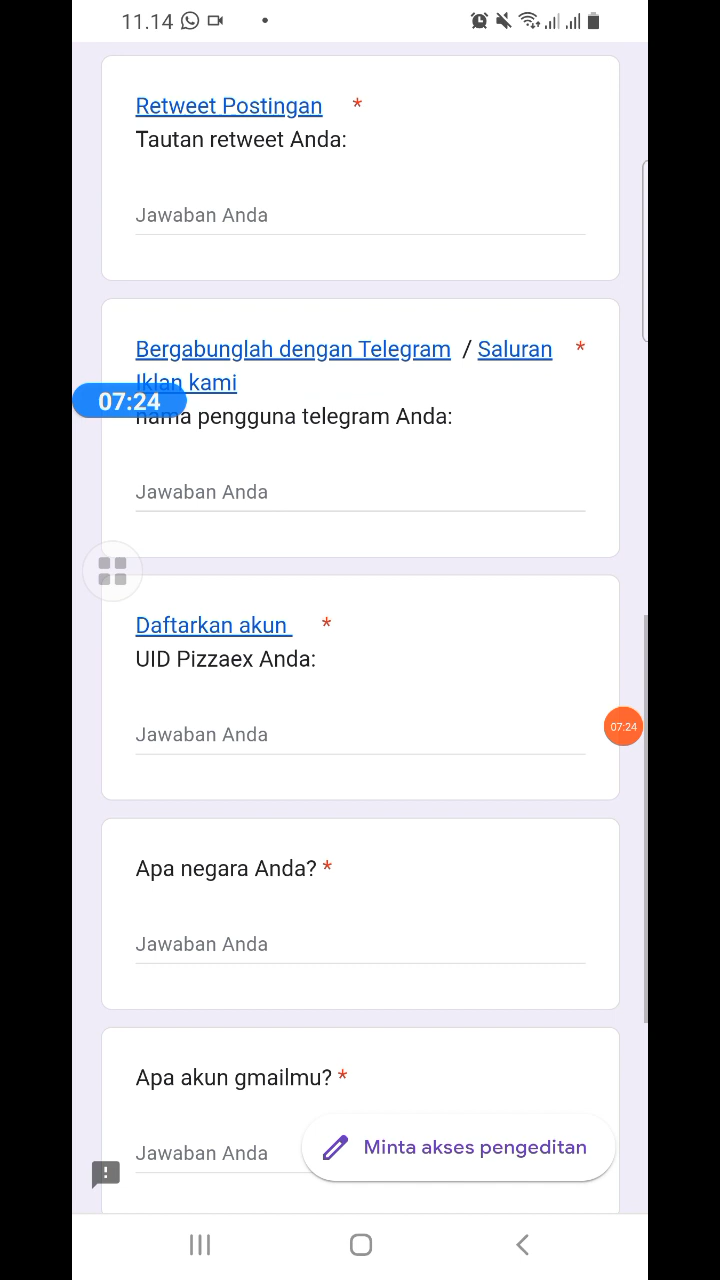 11.14
Retweet Postingan *
Tautan retweet Anda:
Jawaban Anda
Bergabunglah dengan Telegram / Saluran *
Iklan kami
07:24
nama pengguna telegram Anda:
Jawaban Anda
Daftarkan akun *
UID Pizzaex Anda:
07:24
Jawaban Anda
Apa negara Anda? *
Jawaban Anda
Apa akun gmailmu? *
Jawaban Anda
Minta akses pengeditan